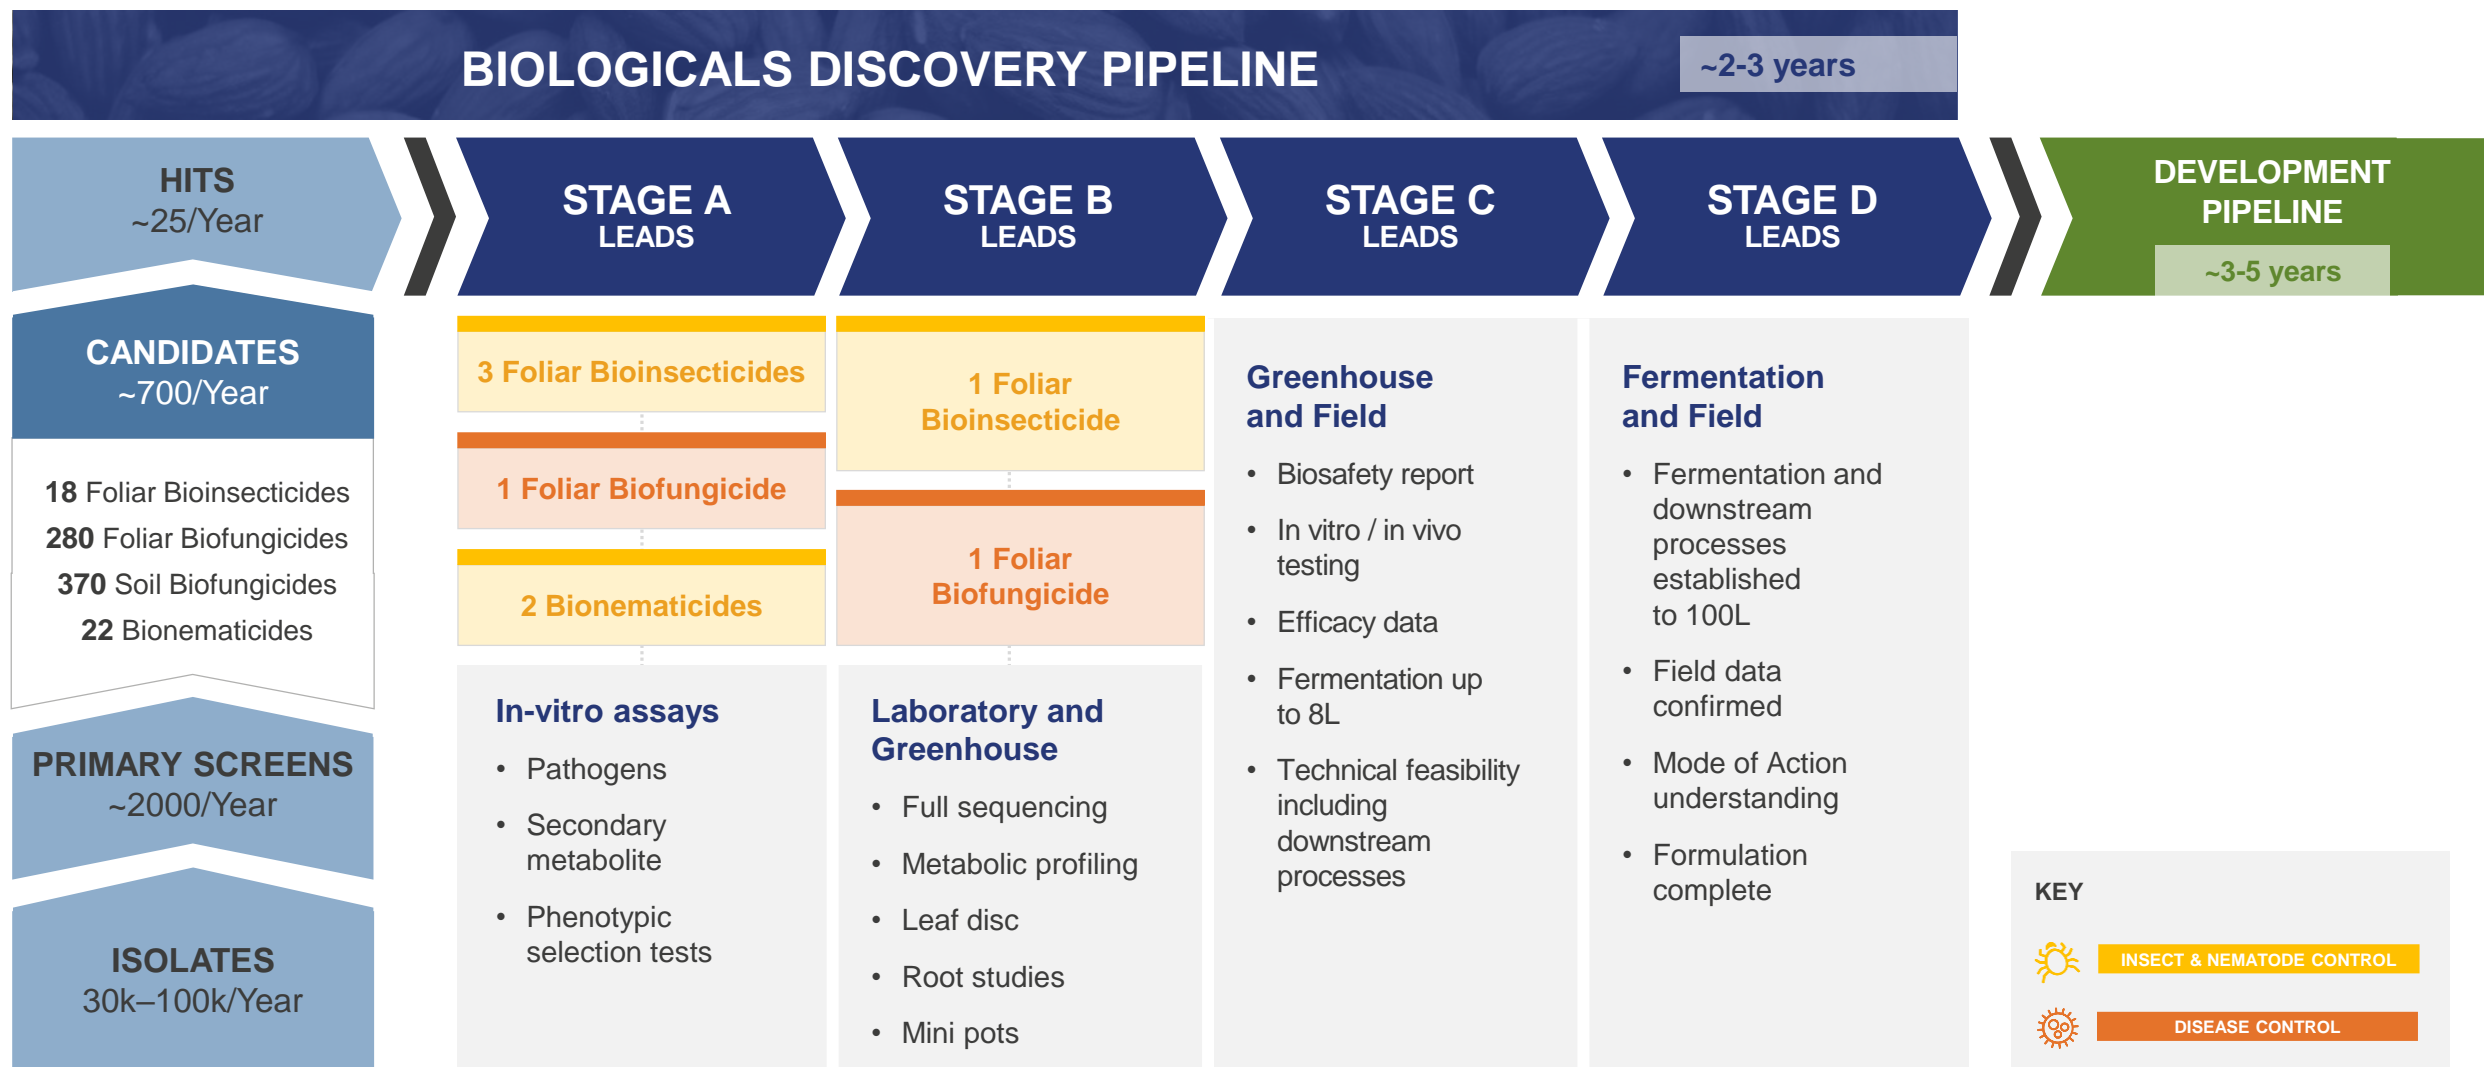 BIOLOGICALS DISCOVERY PIPELINE
~2-3 years
HITS
~25/Year
CANDIDATES
~700/Year
18 Foliar Bioinsecticides
280 Foliar Biofungicides
370 Soil Biofungicides
22 Bionematicides
PRIMARY SCREENS
~2000/Year
ISOLATES
30k–100k/Year
STAGE A
LEADS
3 Foliar Bioinsecticides
1 Foliar Biofungicide
2 Bionematicides
In-vitro assays
• Pathogens
• Secondary
metabolite
• Phenotypic
selection tests
STAGE B
LEADS
1 Foliar
Bioinsecticide
1 Foliar
Biofungicide
Laboratory and
Greenhouse
• Full sequencing
• Metabolic profiling
• Leaf disc
• Root studies
• Mini pots
STAGE C
LEADS
Greenhouse
and Field
• Biosafety report
• In vitro / in vivo
testing
• Efficacy data
• Fermentation up
to 8L
• Technical feasibility
including
downstream
processes
STAGE D
LEADS
Fermentation
and Field
• Fermentation and
downstream
processes
established
to 100L
• Field data
confirmed
• Mode of Action
understanding
• Formulation
complete
DEVELOPMENT
PIPELINE
~3-5 years
KEY
INSECT & NEMATODE CONTROL
DISEASE CONTROL